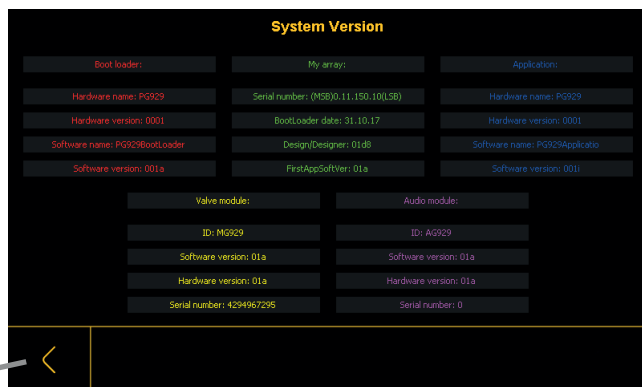 System Version
Boot loader:
Hardware name: PG929
Hardware version: 0001
Software name: PG929BootLoader
Software version: 001a
My array:
Serial number: (MSB)0.11.150.10(LSB)
BootLoader date: 31.10.17
Design/Designer: 01d8
FirstAppSoftVer: 01a
Application:
Hardware name: PG929
Hardware version: 0001
Software name: PG929Applicatio
Software version: 001i
Valve module:
ID: MG929
Software version: 01a
Hardware version: 01a
Serial number: 4294967295
Audio module:
ID: AG929
Software version: 01a
Hardware version: 01a
Serial number: 0